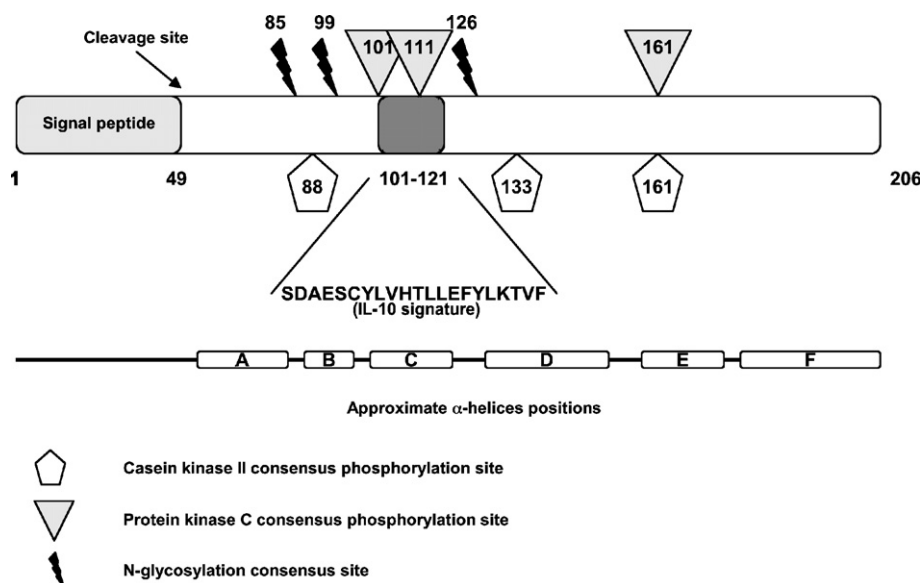 85 99 126
Cleavage site
101 111 161
Signal peptide
1 49 88 101-121 133 161 206
SDAESCYLVHTLLEFYLKTVF
(IL-10 signature)
A B C D E F
Approximate α-helices positions
Casein kinase II consensus phosphorylation site
Protein kinase C consensus phosphorylation site
N-glycosylation consensus site